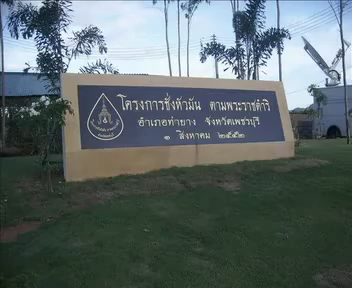 โครงการชั่งหัวมัน ตามพระราชดำริ
อำเภอท่ายาง จังหวัดเพชรบุรี
๑ สิงหาคม ๒๕๕๒